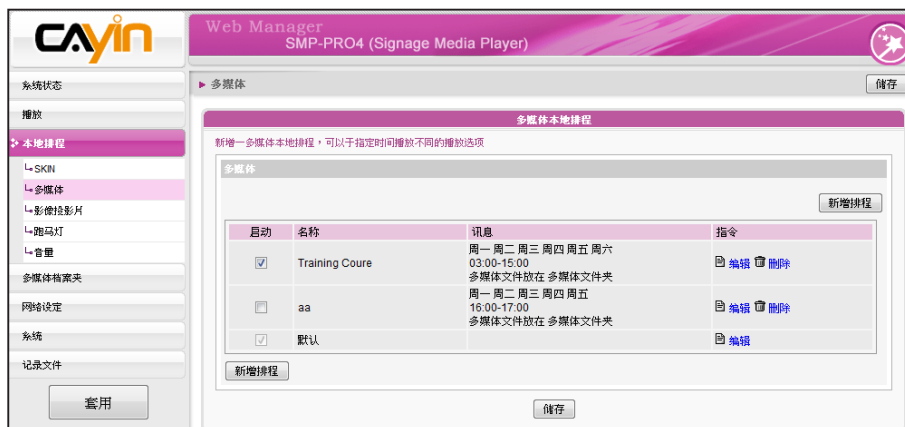 CAYIN
Web Manager
SMP-PRO4 (Signage Media Player)
系统状态
播放
本地排程
SKIN
多媒体
影像投影片
跑马灯
音量
多媒体档案夹
网络设定
系统
记录文件
套用
多媒体
储存
多媒体本地排程
新增一多媒体本地排程，可以于指定时间播放不同的播放选项
多媒体
新增排程
启动 名称 讯息 指令
周一 周二 周三 周四 周五 周六
Training Coure 03:00-15:00 编辑 删除
多媒体文件放在 多媒体文件夹
周一 周二 周三 周四 周五
aa 16:00-17:00 编辑 删除
多媒体文件放在 多媒体文件夹
默认 编辑
新增排程
储存